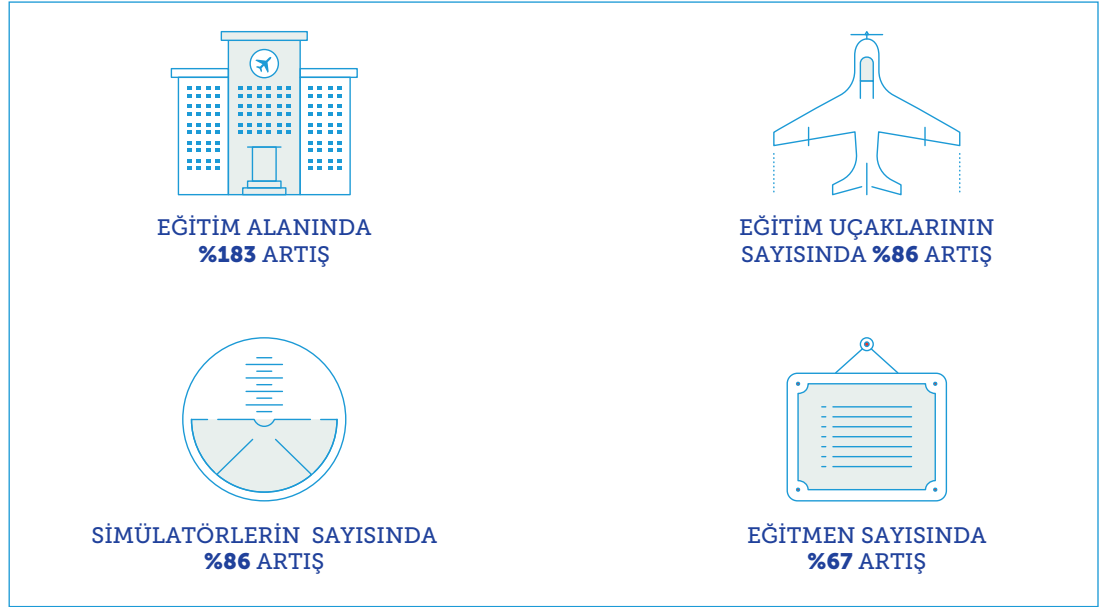 EĞİTİM ALANINDA
%183 ARTIŞ
EĞİTİM UÇAKLARININ
SAYISINDA %86 ARTIŞ
SİMÜLATÖRLERİN SAYISINDA
%86 ARTIŞ
EĞİTMEN SAYISINDA
%67 ARTIŞ